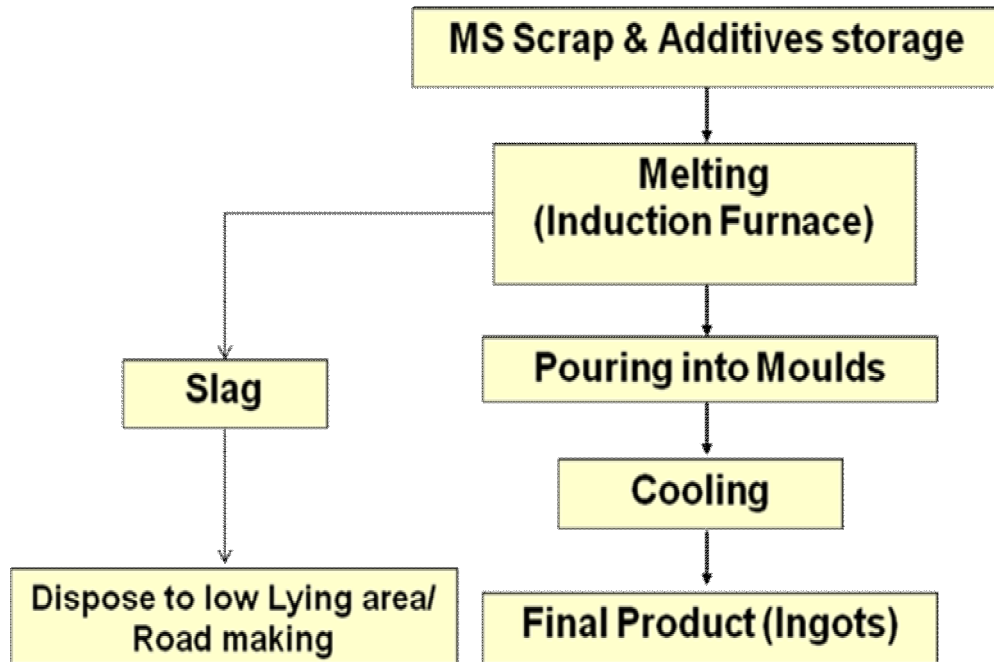 MS Scrap & Additives storage
Melting
(Induction Furnace)
Slag
Pouring into Moulds
Cooling
Dispose to low Lying area/
Road making
Final Product (Ingots)